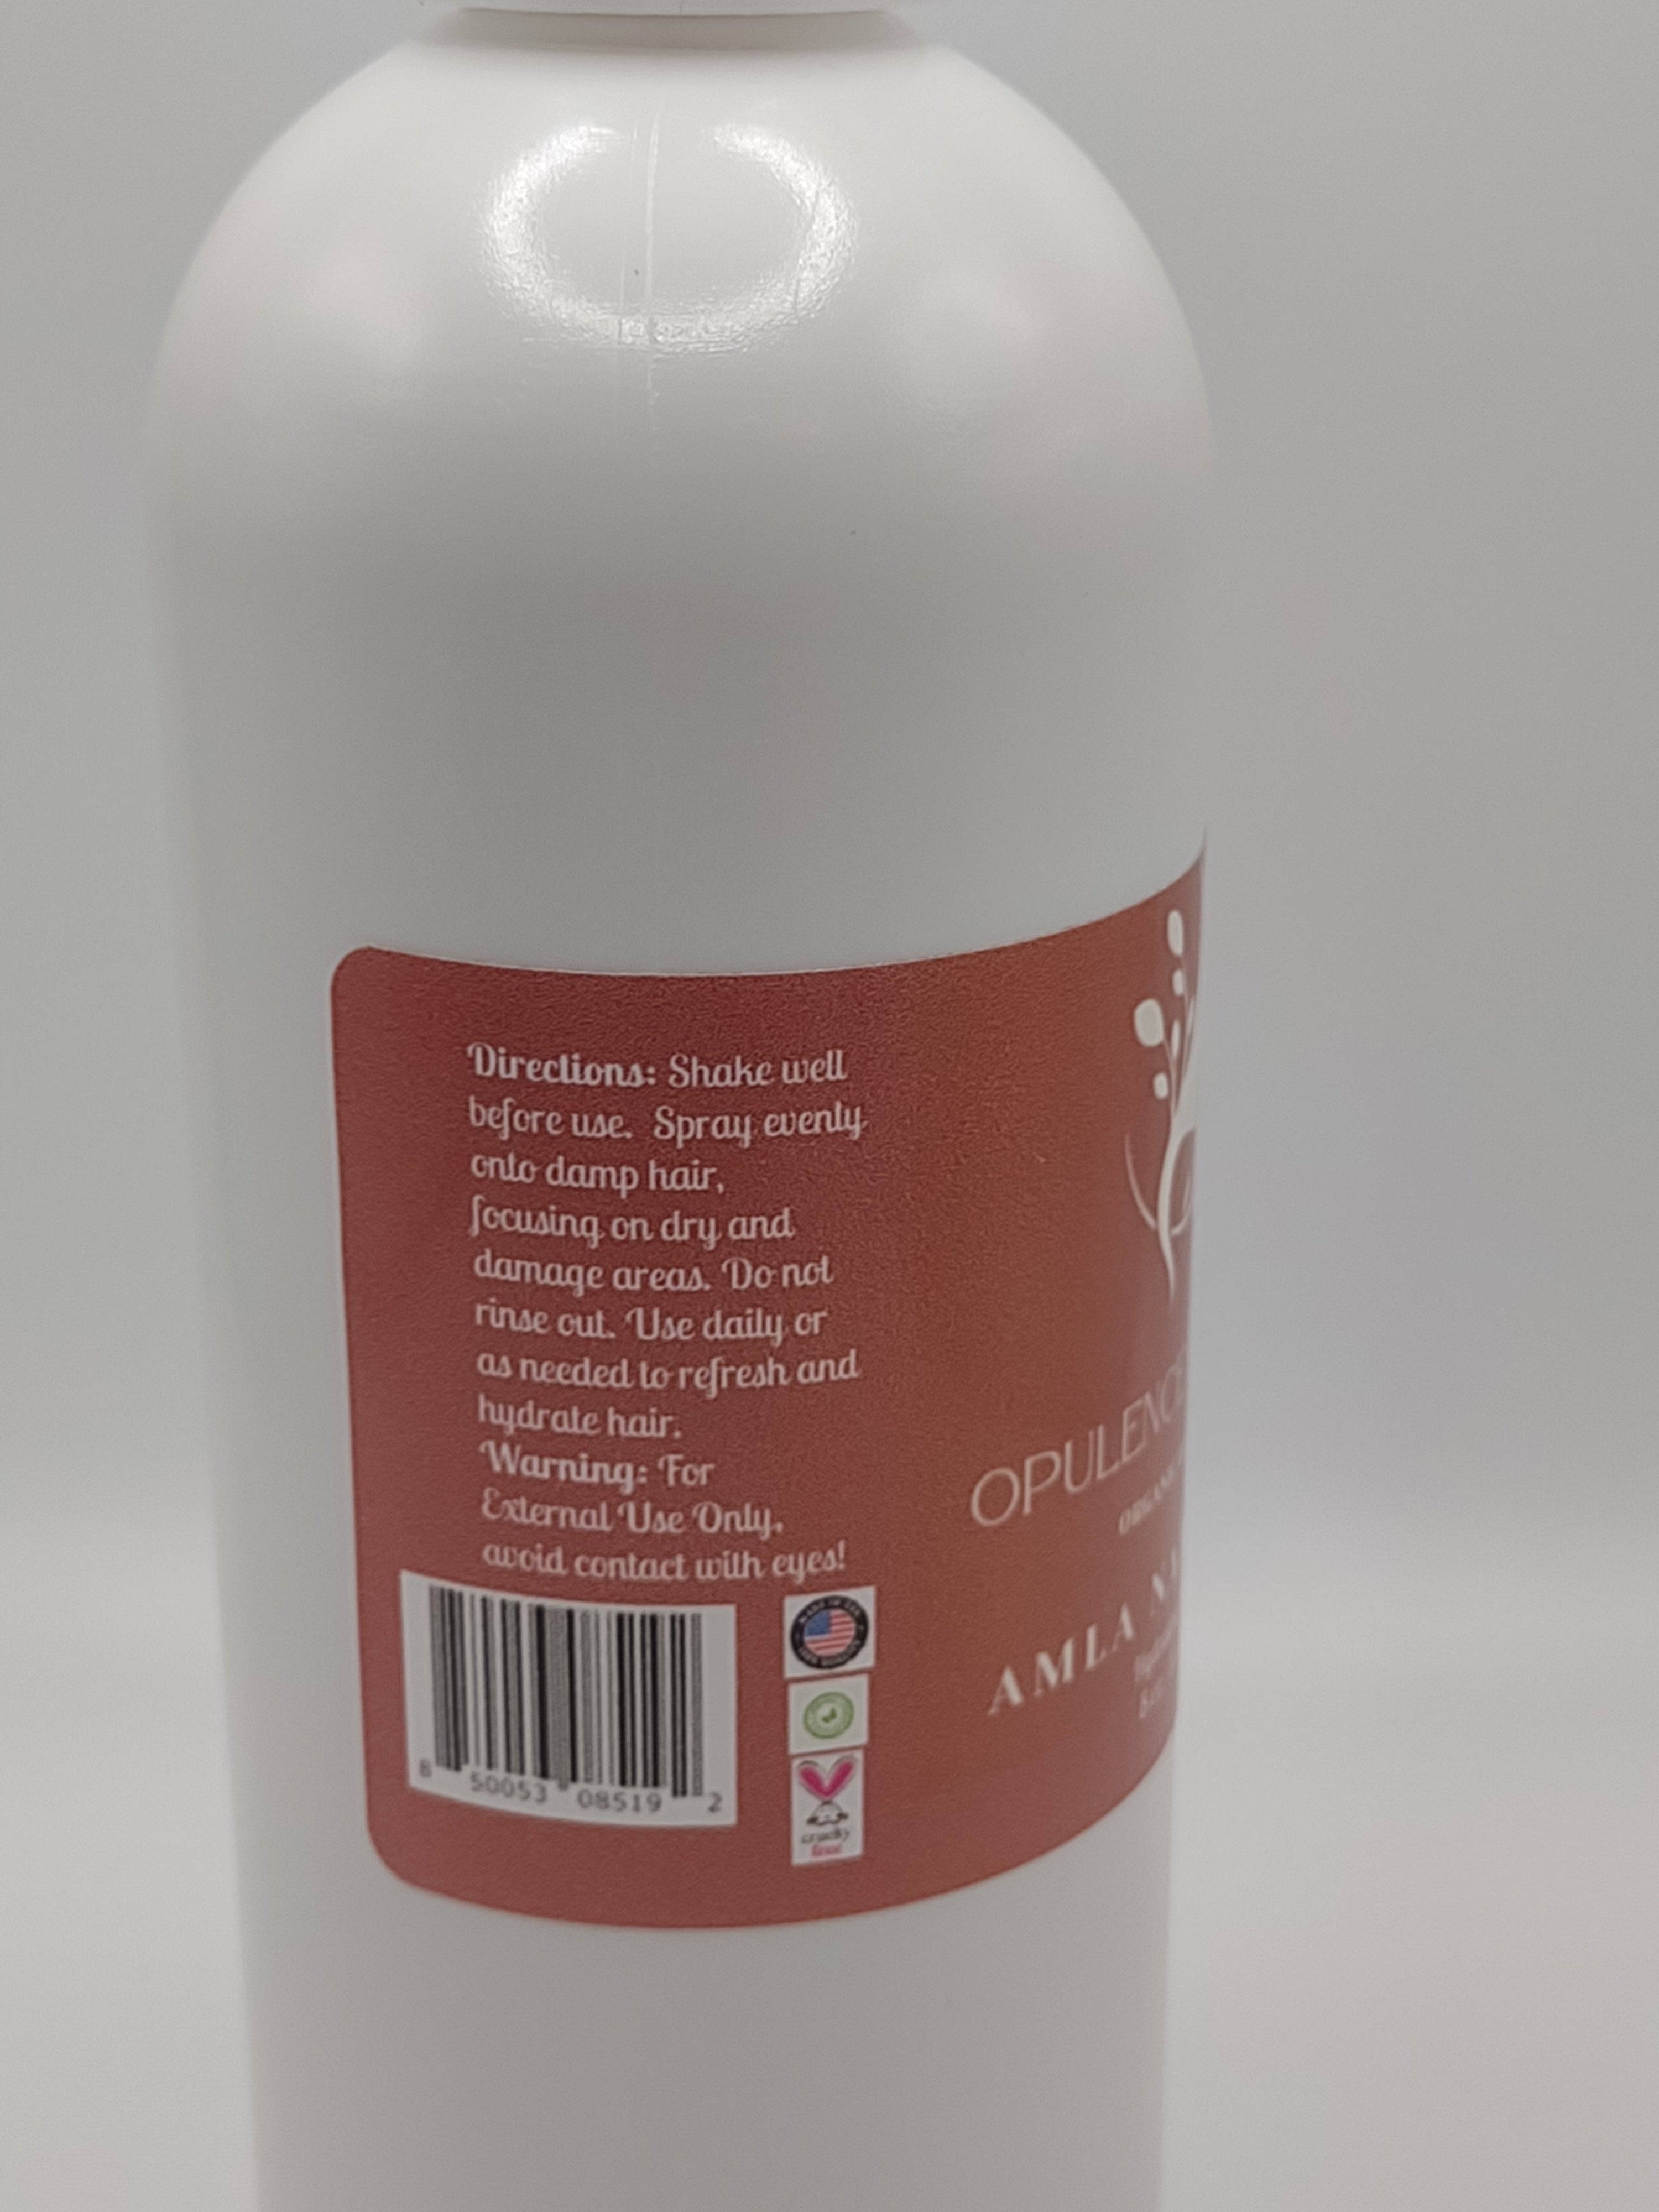 Directions: Shake well
before use. Spray evenly
onto damp hair,
focusing on dry and
damage areas. Do not
rinse out. Use daily or
as needed to refresh and
hydrate hair.
Warning: For
External Use Only,
avoid contact with eyes!
8 50053 08519 2
cruelty
free!
OPULENCE
AMLA